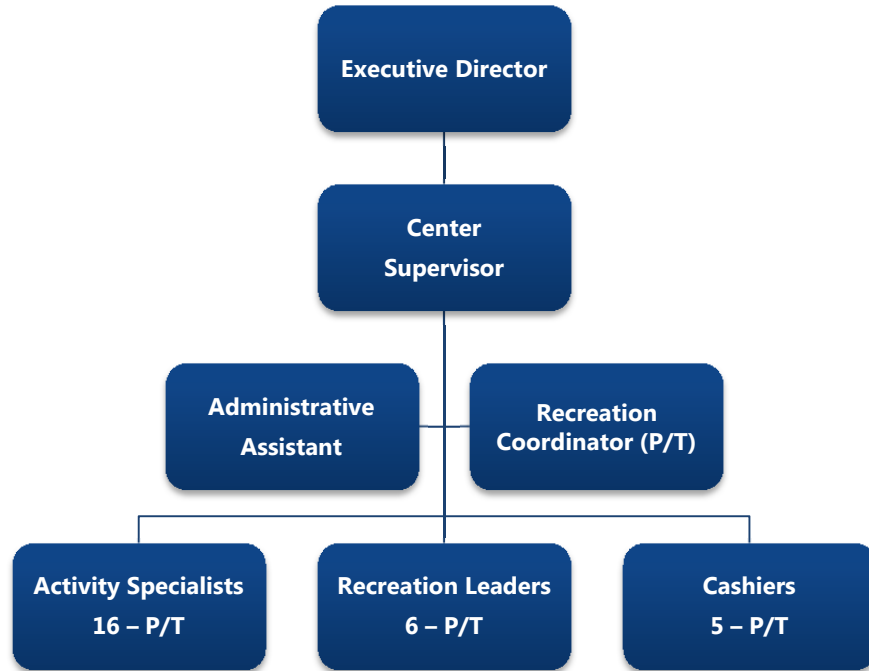 Executive Director
Center
Supervisor
Administrative
Assistant
Recreation
Coordinator (P/T)
Activity Specialists
16 – P/T
Recreation Leaders
6 – P/T
Cashiers
5 – P/T